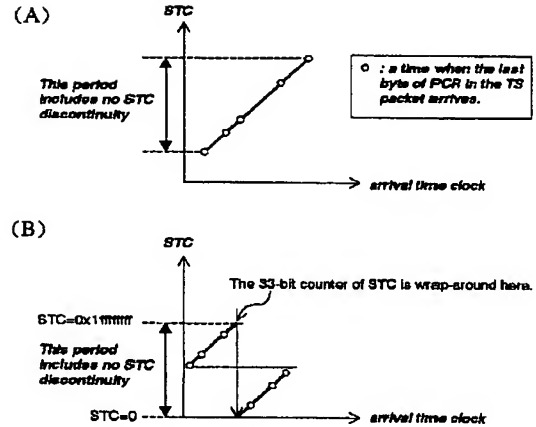 (A)
STC
This period
includes no STC
discontinuity
o : a time when the last
byte of PCR in the TS
packet arrives.
arrival time clock
(B)
STC
The 33-bit counter of STC is wrap-around here.
STC=0x1ffffffff
This period
includes no STC
discontinuity
STC=0
arrival time clock